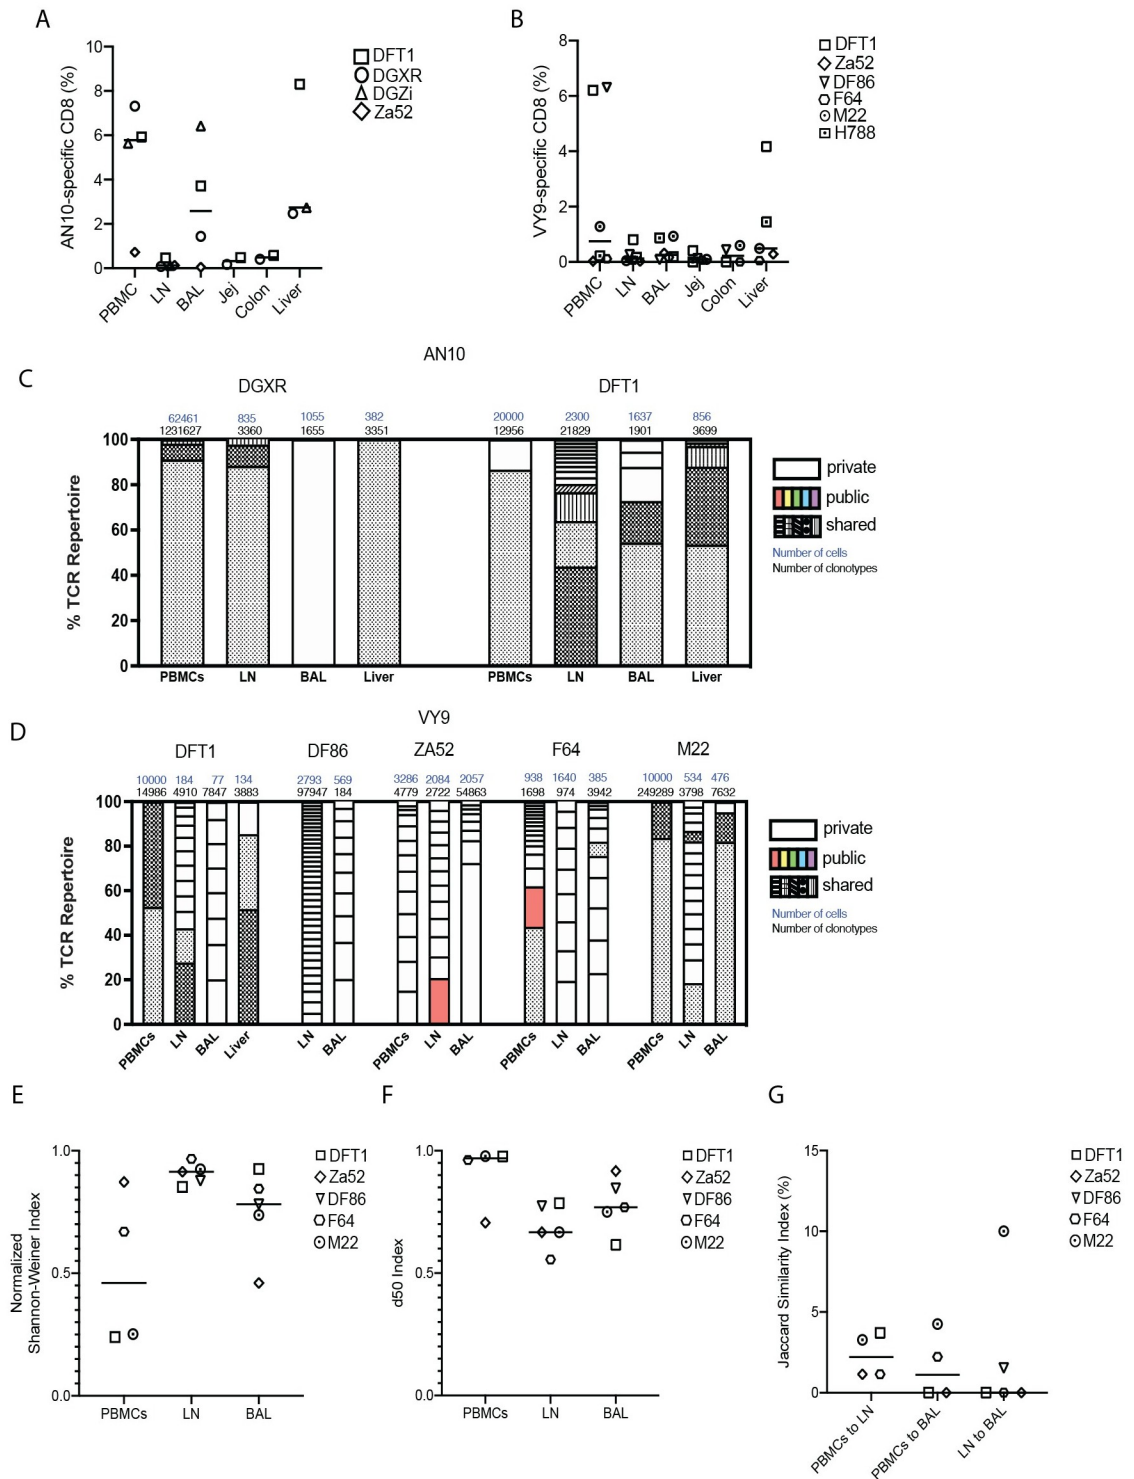 A
AN10-specific CD8 (%)
10
8
6
4
2
0
PBMC
LN
BAL
Jej
Colon
Liver
DFT1
DGXR
DGZi
Za52
B
VY9-specific CD8 (%)
8
6
4
2
0
PBMC
LN
BAL
Jej
Colon
Liver
DFT1
Za52
DF86
F64
M22
H788
AN10
C
DGXR
DFT1
62461 835 1055 382 20000 2300 1637 856
1231627 3360 1655 3351 12956 21829 1901 3699
% TCR Repertoire
100
80
60
40
20
0
PBMCs LN BAL Liver PBMCs LN BAL Liver
private
public
shared
Number of cells
Number of clonotypes
VY9
D
DFT1 DF86 ZA52 F64 M22
10000 184 77 134 2793 569 3286 2084 2057 938 1640 385 10000 534 476
14986 4910 7847 3883 97947 184 4779 2722 54863 1698 974 3942 249289 3798 7632
% TCR Repertoire
100
80
60
40
20
0
PBMCs LN BAL Liver LN BAL PBMCs LN BAL PBMCs LN BAL PBMCs LN BAL
private
public
shared
Number of cells
Number of clonotypes
E
Normalized
Shannon-Weiner Index
1.0
0.5
0.0
PBMCs LN BAL
DFT1
Za52
DF86
F64
M22
F
d50 Index
1.0
0.5
0.0
PBMCs LN BAL
DFT1
Za52
DF86
F64
M22
G
Jaccard Similarity Index (%)
15
10
5
0
PBMCs to LN
PBMCs to BAL
LN to BAL
DFT1
Za52
DF86
F64
M22